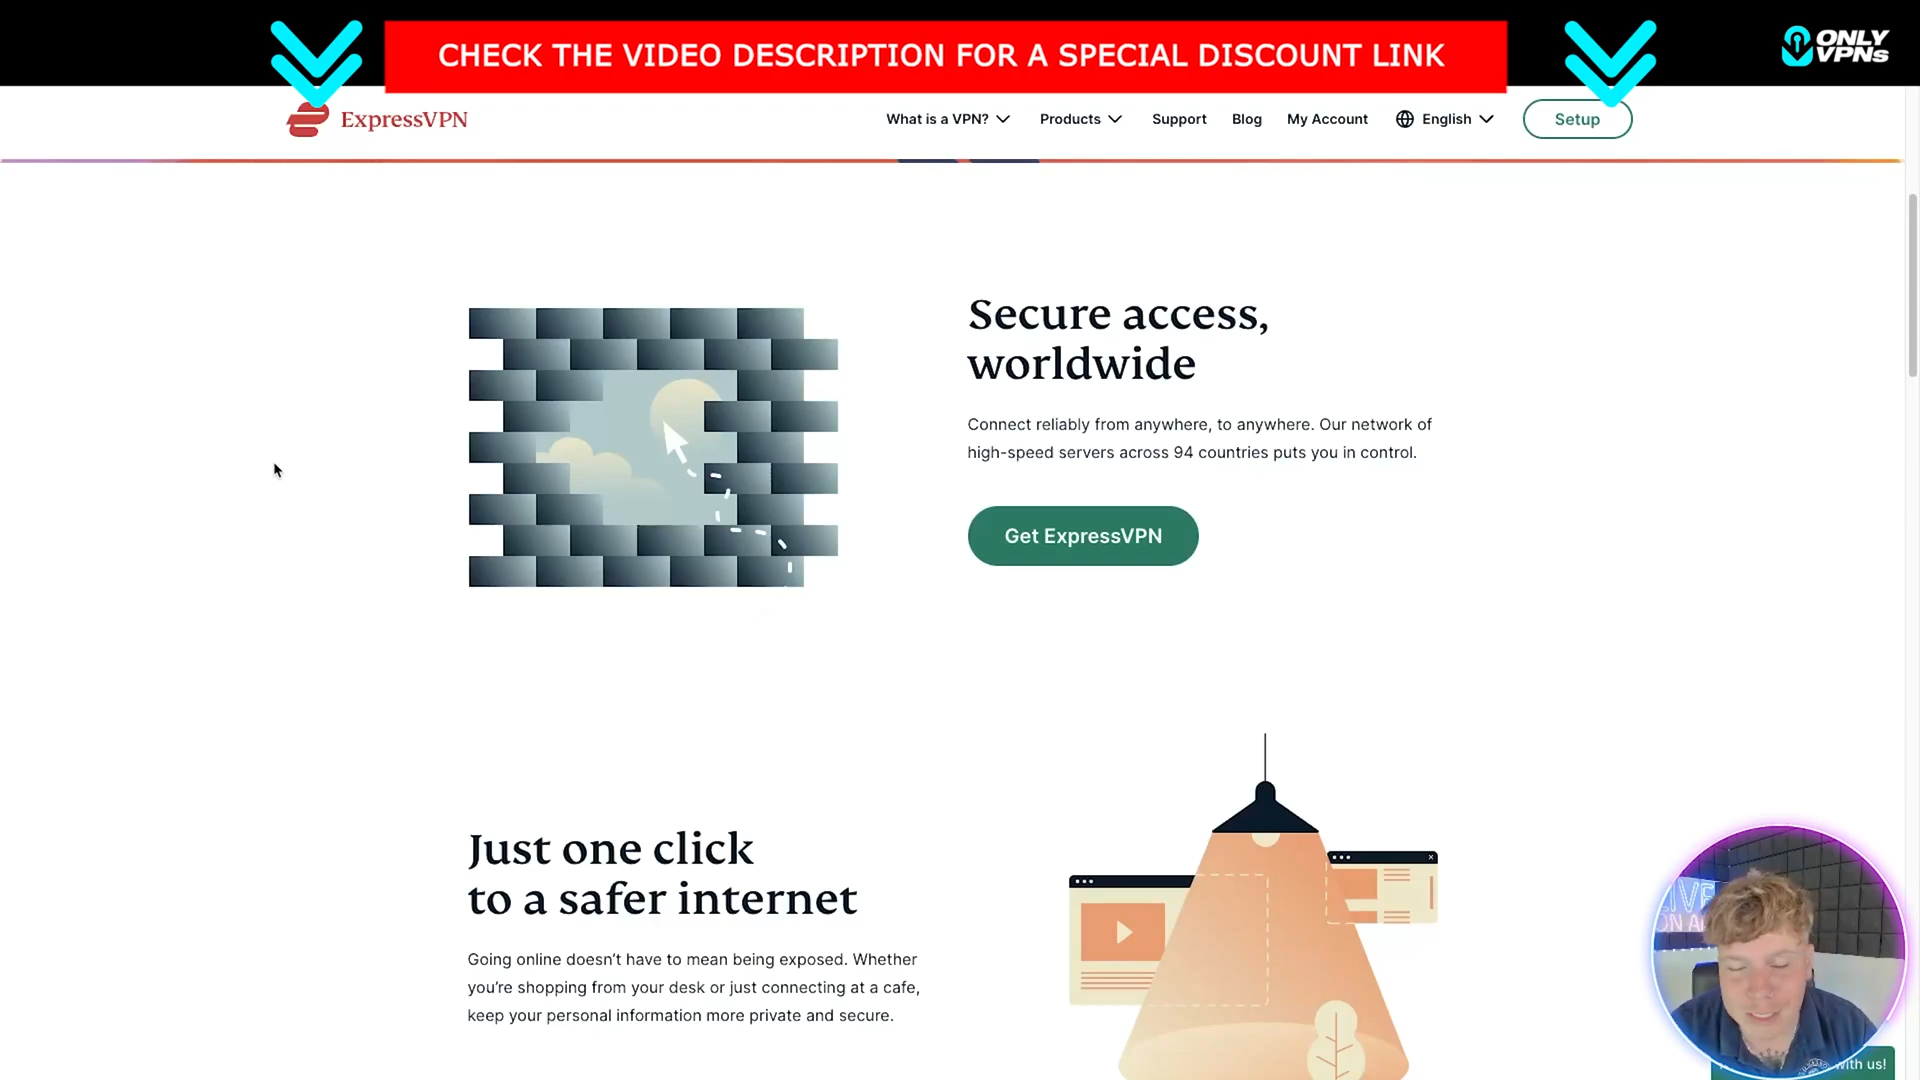 CHECK THE VIDEO DESCRIPTION FOR A SPECIAL DISCOUNT LINK
ONLY
VPNs
ExpressVPN
What is a VPN?
Products
Support
Blog
My Account
English
Setup
Secure access,
worldwide
Connect reliably from anywhere, to anywhere. Our network of
high-speed servers across 94 countries puts you in control.
Get ExpressVPN
Just one click
to a safer internet
Going online doesn’t have to mean being exposed. Whether
you’re shopping from your desk or just connecting at a cafe,
keep your personal information more private and secure.
LIVE
with us!